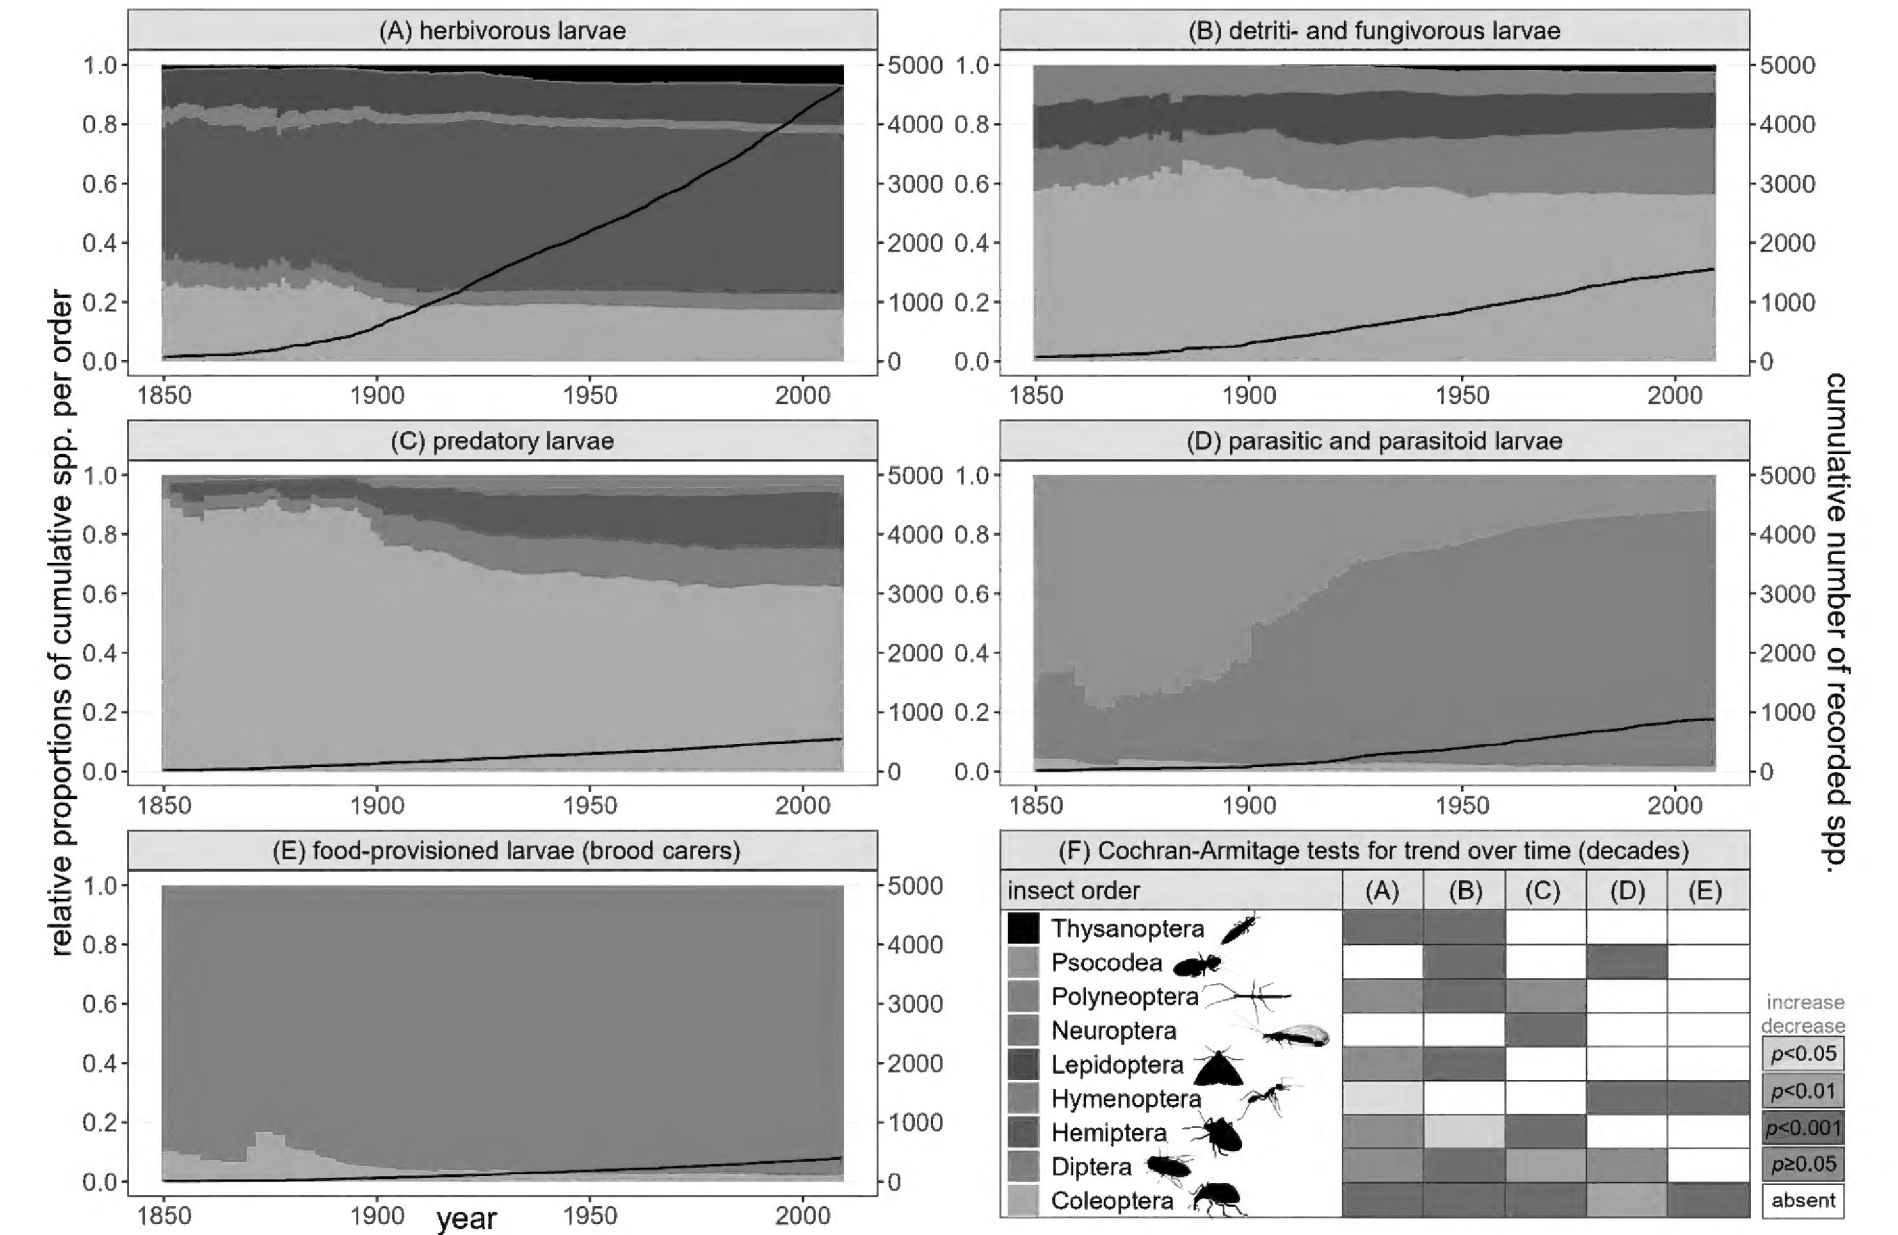 (A) herbivorous larvae
(B) detriti- and fungivorous larvae
1.0 5000 1.0 5000
0.8 4000 0.8 4000
0.6 3000 0.6 3000
0.4 2000 0.4 2000
0.2 1000 0.2 1000
0.0 0 0.0 0
1850 1900 1950 2000 1850 1900 1950 2000
relative proportions of cumulative spp. per order
cumulative number of recorded spp.
(C) predatory larvae
(D) parasitic and parasitoid larvae
1.0 5000 1.0 5000
0.8 4000 0.8 4000
0.6 3000 0.6 3000
0.4 2000 0.4 2000
0.2 1000 0.2 1000
0.0 0 0.0 0
1850 1900 1950 2000 1850 1900 1950 2000
(E) food-provisioned larvae (brood carers)
1.0 5000
0.8 4000
0.6 3000
0.4 2000
0.2 1000
0.0 0
1850 1900 1950 2000
year
(F) Cochran-Armitage tests for trend over time (decades)
insect order (A) (B) (C) (D) (E)
Thysanoptera
Psocodea
Polyneoptera
Neuroptera
Lepidoptera
Hymenoptera
Hemiptera
Diptera
Coleoptera
increase
decrease
p<0.05
p<0.01
p<0.001
p≥0.05
absent